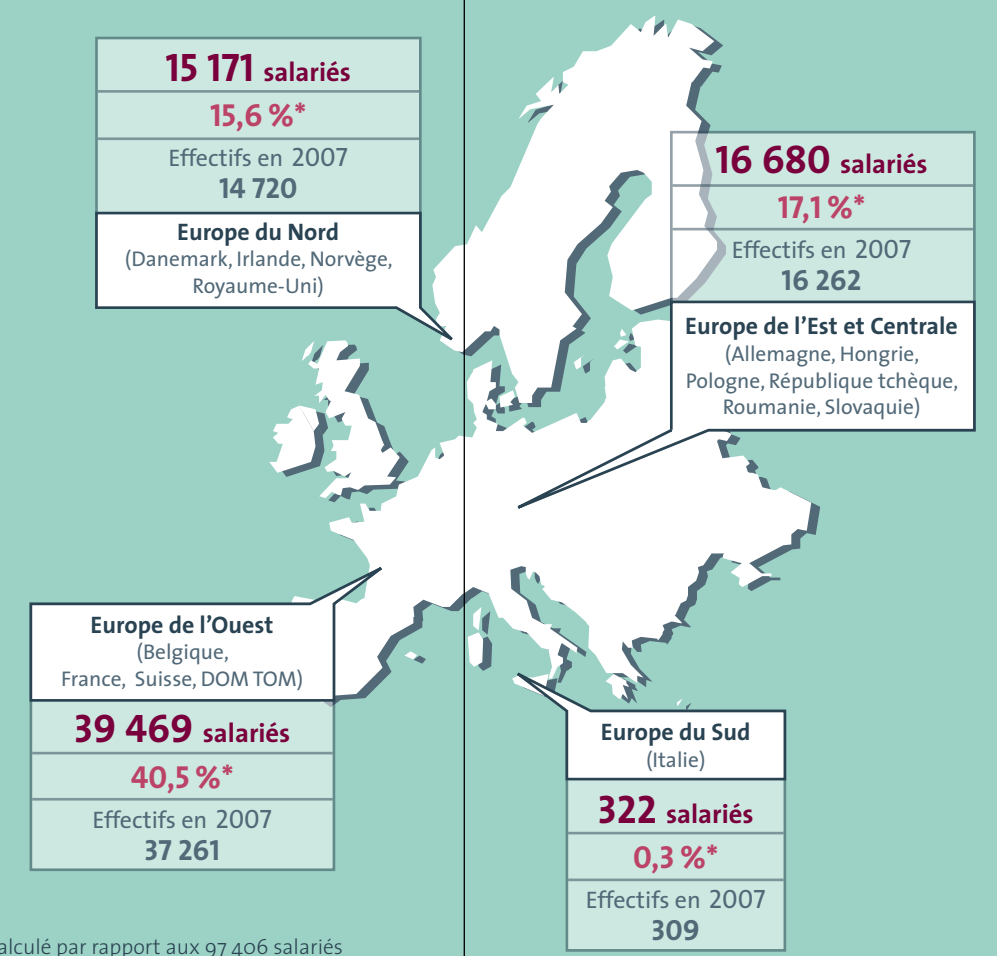 15 171 salariés
15,6 %*
Effectifs en 2007
14 720
Europe du Nord
(Danemark, Irlande, Norvège,
Royaume-Uni)
16 680 salariés
17,1 %*
Effectifs en 2007
16 262
Europe de l’Est et Centrale
(Allemagne, Hongrie,
Pologne, République tchèque,
Roumanie, Slovaquie)
Europe de l’Ouest
(Belgique,
France, Suisse, DOM TOM)
39 469 salariés
40,5 %*
Effectifs en 2007
37 261
Europe du Sud
(Italie)
322 salariés
0,3 %*
Effectifs en 2007
309
par rapport aux 97 406 salariés